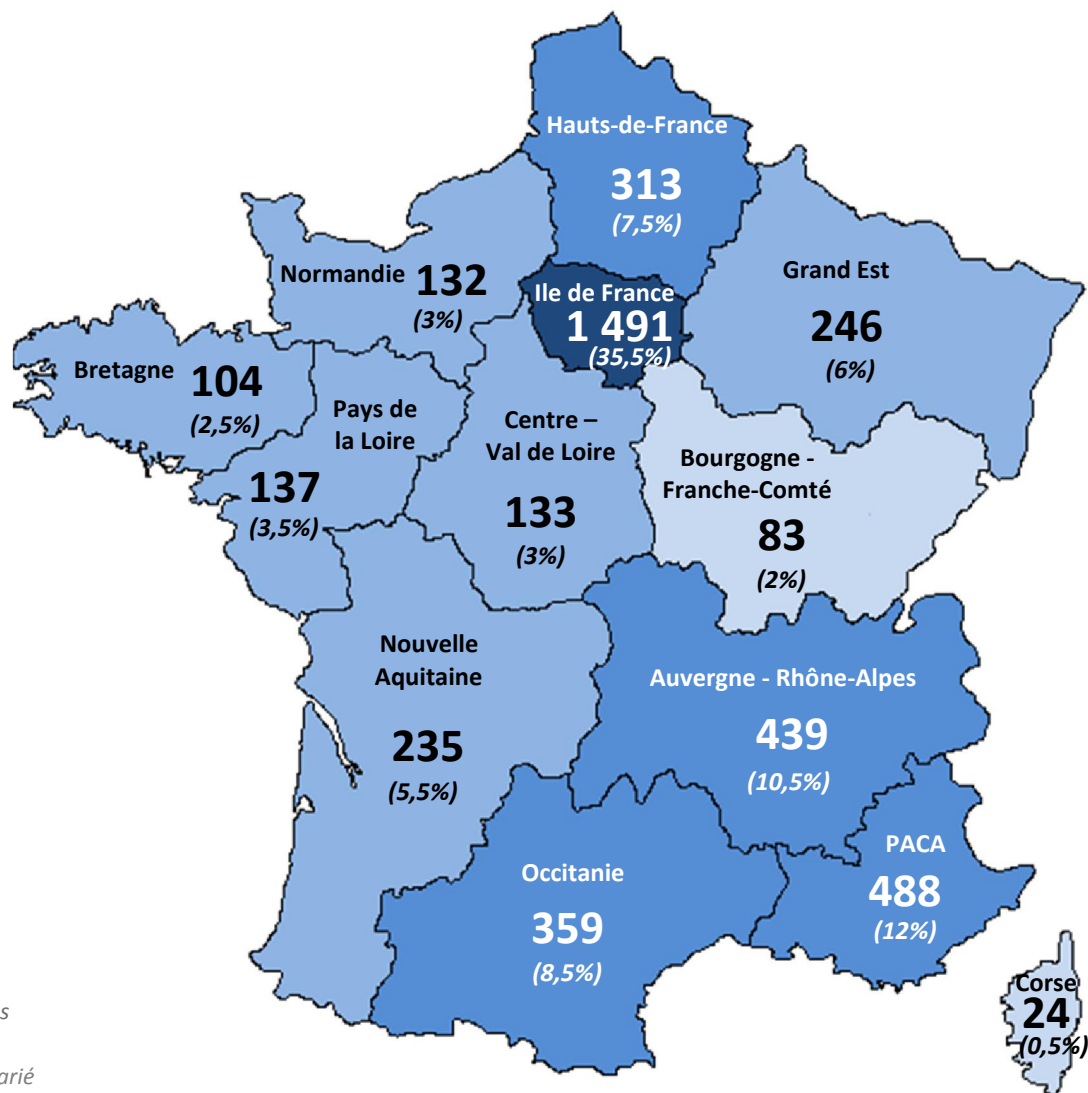 Hauts-de-France
313
(7,5%)
Normandie
132
(3%)
Ile de France
1 491
(35,5%)
Grand Est
246
(6%)
Bretagne
104
(2,5%)
Pays de
la Loire
137
(3,5%)
Centre –
Val de Loire
133
(3%)
Bourgogne -
Franche-Comté
83
(2%)
Nouvelle
Aquitaine
235
(5,5%)
Auvergne - Rhône-Alpes
439
(10,5%)
Occitanie
359
(8,5%)
PACA
488
(12%)
Corse
24
(0,5%)